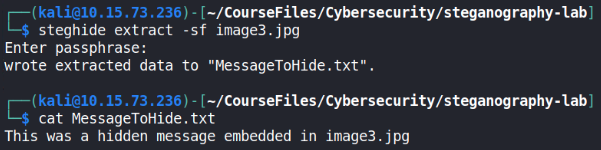 ┌──(kali@10.15.73.236)-[~/CourseFiles/Cybersecurity/steganography-lab]
└─$ steghide extract -sf image3.jpg
Enter passphrase:
wrote extracted data to "MessageToHide.txt".
┌──(kali@10.15.73.236)-[~/CourseFiles/Cybersecurity/steganography-lab]
└─$ cat MessageToHide.txt
This was a hidden message embedded in image3.jpg